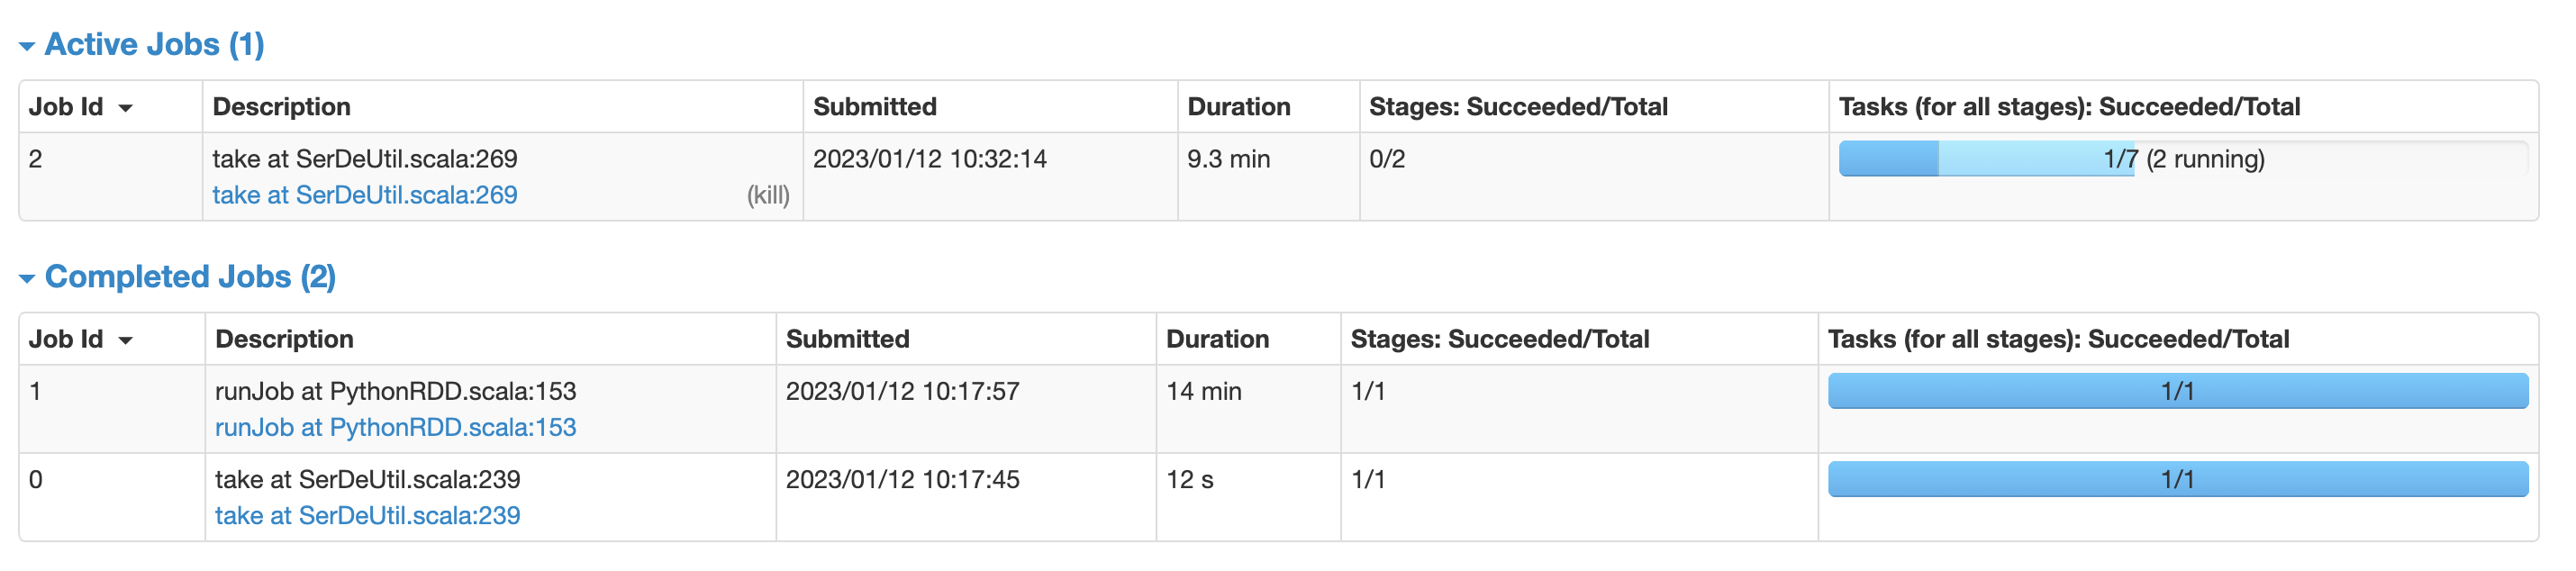 Active Jobs (1)
Job Id Description Submitted Duration Stages: Succeeded/Total Tasks (for all stages): Succeeded/Total
2 take at SerDeUtil.scala:269 2023/01/12 10:32:14 9.3 min 0/2 1/7 (2 running)
take at SerDeUtil.scala:269 (kill)
Completed Jobs (2)
Job Id Description Submitted Duration Stages: Succeeded/Total Tasks (for all stages): Succeeded/Total
1 runJob at PythonRDD.scala:153 2023/01/12 10:17:57 14 min 1/1 1/1
runJob at PythonRDD.scala:153
0 take at SerDeUtil.scala:239 2023/01/12 10:17:45 12 s 1/1 1/1
take at SerDeUtil.scala:239